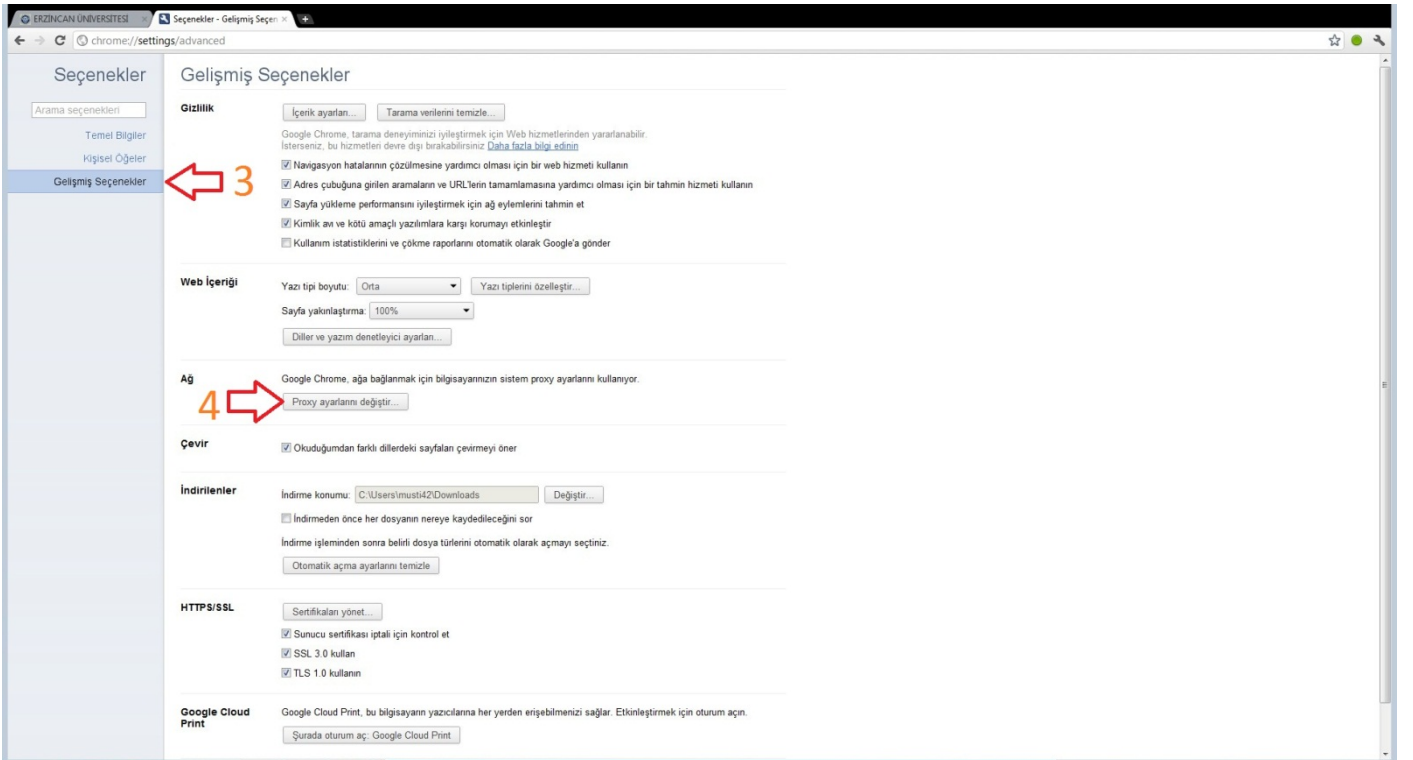 ERZİNCAN ÜNİVERSİTESİ
Seçenekler - Gelişmiş Seçen
chrome://settings/advanced
Seçenekler
Arama seçenekleri
Temel Bilgiler
Kişisel Öğeler
Gelişmiş Seçenekler
3
Gelişmiş Seçenekler
Gizlilik
İçerik ayarları...
Tarama verilerini temizle...
Google Chrome, tarama deneyiminizi iyileştirmek için Web hizmetlerinden yararlanabilir.
İsterseniz, bu hizmetleri devre dışı bırakabilirsiniz Daha fazla bilgi edinin
Navigasyon hatalarının çözülmesine yardımcı olması için bir web hizmeti kullanın
Adres çubuğuna girilen aramaların ve URL'lerin tamamlamasına yardımcı olması için bir tahmin hizmeti kullanın
Sayfa yükleme performansını iyileştirmek için ağ eylemlerini tahmin et
Kimlik avı ve kötü amaçlı yazılımlara karşı korumayı etkinleştir
Kullanım istatistiklerini ve çökme raporlarını otomatik olarak Google'a gönder
Web İçeriği
Yazı tipi boyutu: Orta
Yazı tiplerini özelleştir...
Sayfa yakınlaştırma: 100%
Diller ve yazım denetleyici ayarları...
Ağ
Google Chrome, ağa bağlanmak için bilgisayarınızın sistem proxy ayarlarını kullanıyor.
4
Proxy ayarlarını değiştir...
Çevir
Okuduğumdan farklı dillerdeki sayfaları çevirmeyi öner
İndirilenler
İndirme konumu: C:\Users\musti42\Downloads
Değiştir...
İndirmeden önce her dosyanın nereye kaydedileceğini sor
İndirme işleminden sonra belirli dosya türlerini otomatik olarak açmayı seçtiniz.
Otomatik açma ayarlarını temizle
HTTPS/SSL
Sertifikaları yönet...
Sunucu sertifikası iptali için kontrol et
SSL 3.0 kullan
TLS 1.0 kullanın
Google Cloud
Print
Google Cloud Print, bu bilgisayarın yazıcılarına her yerden erişebilmenizi sağlar. Etkinleştirmek için oturum açın.
Şurada oturum aç: Google Cloud Print